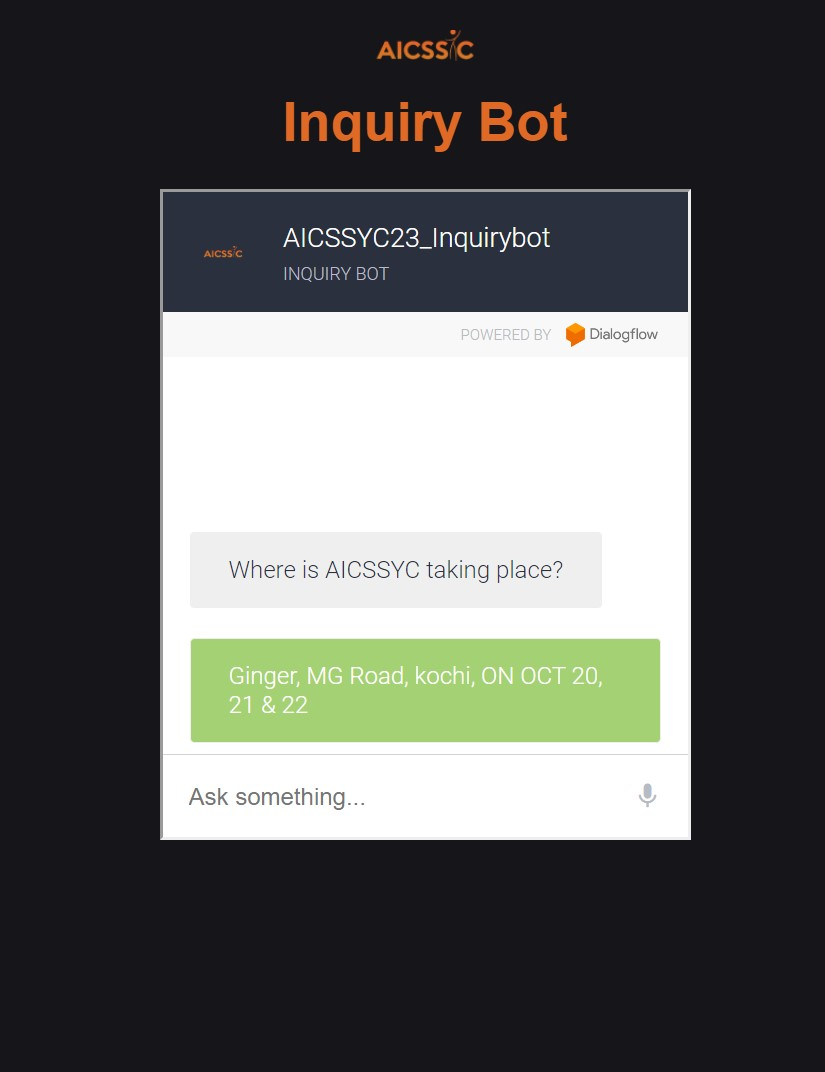 AICSSYC
Inquiry Bot
AICSSYC
AICSSYC23_Inquirybot
INQUIRY BOT
POWERED BY Dialogflow
Where is AICSSYC taking place?
Ginger, MG Road, kochi, ON OCT 20,
21 & 22
Ask something...